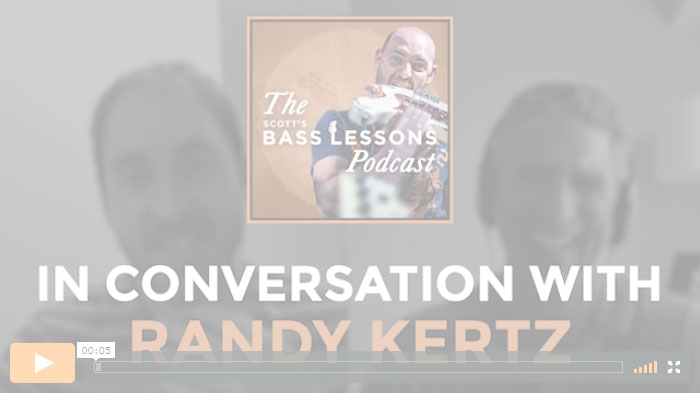 The
SCOTT'S
BASS LESSONS
Podcast
IN CONVERSATION WITH
RANDY KERTZ
00:05